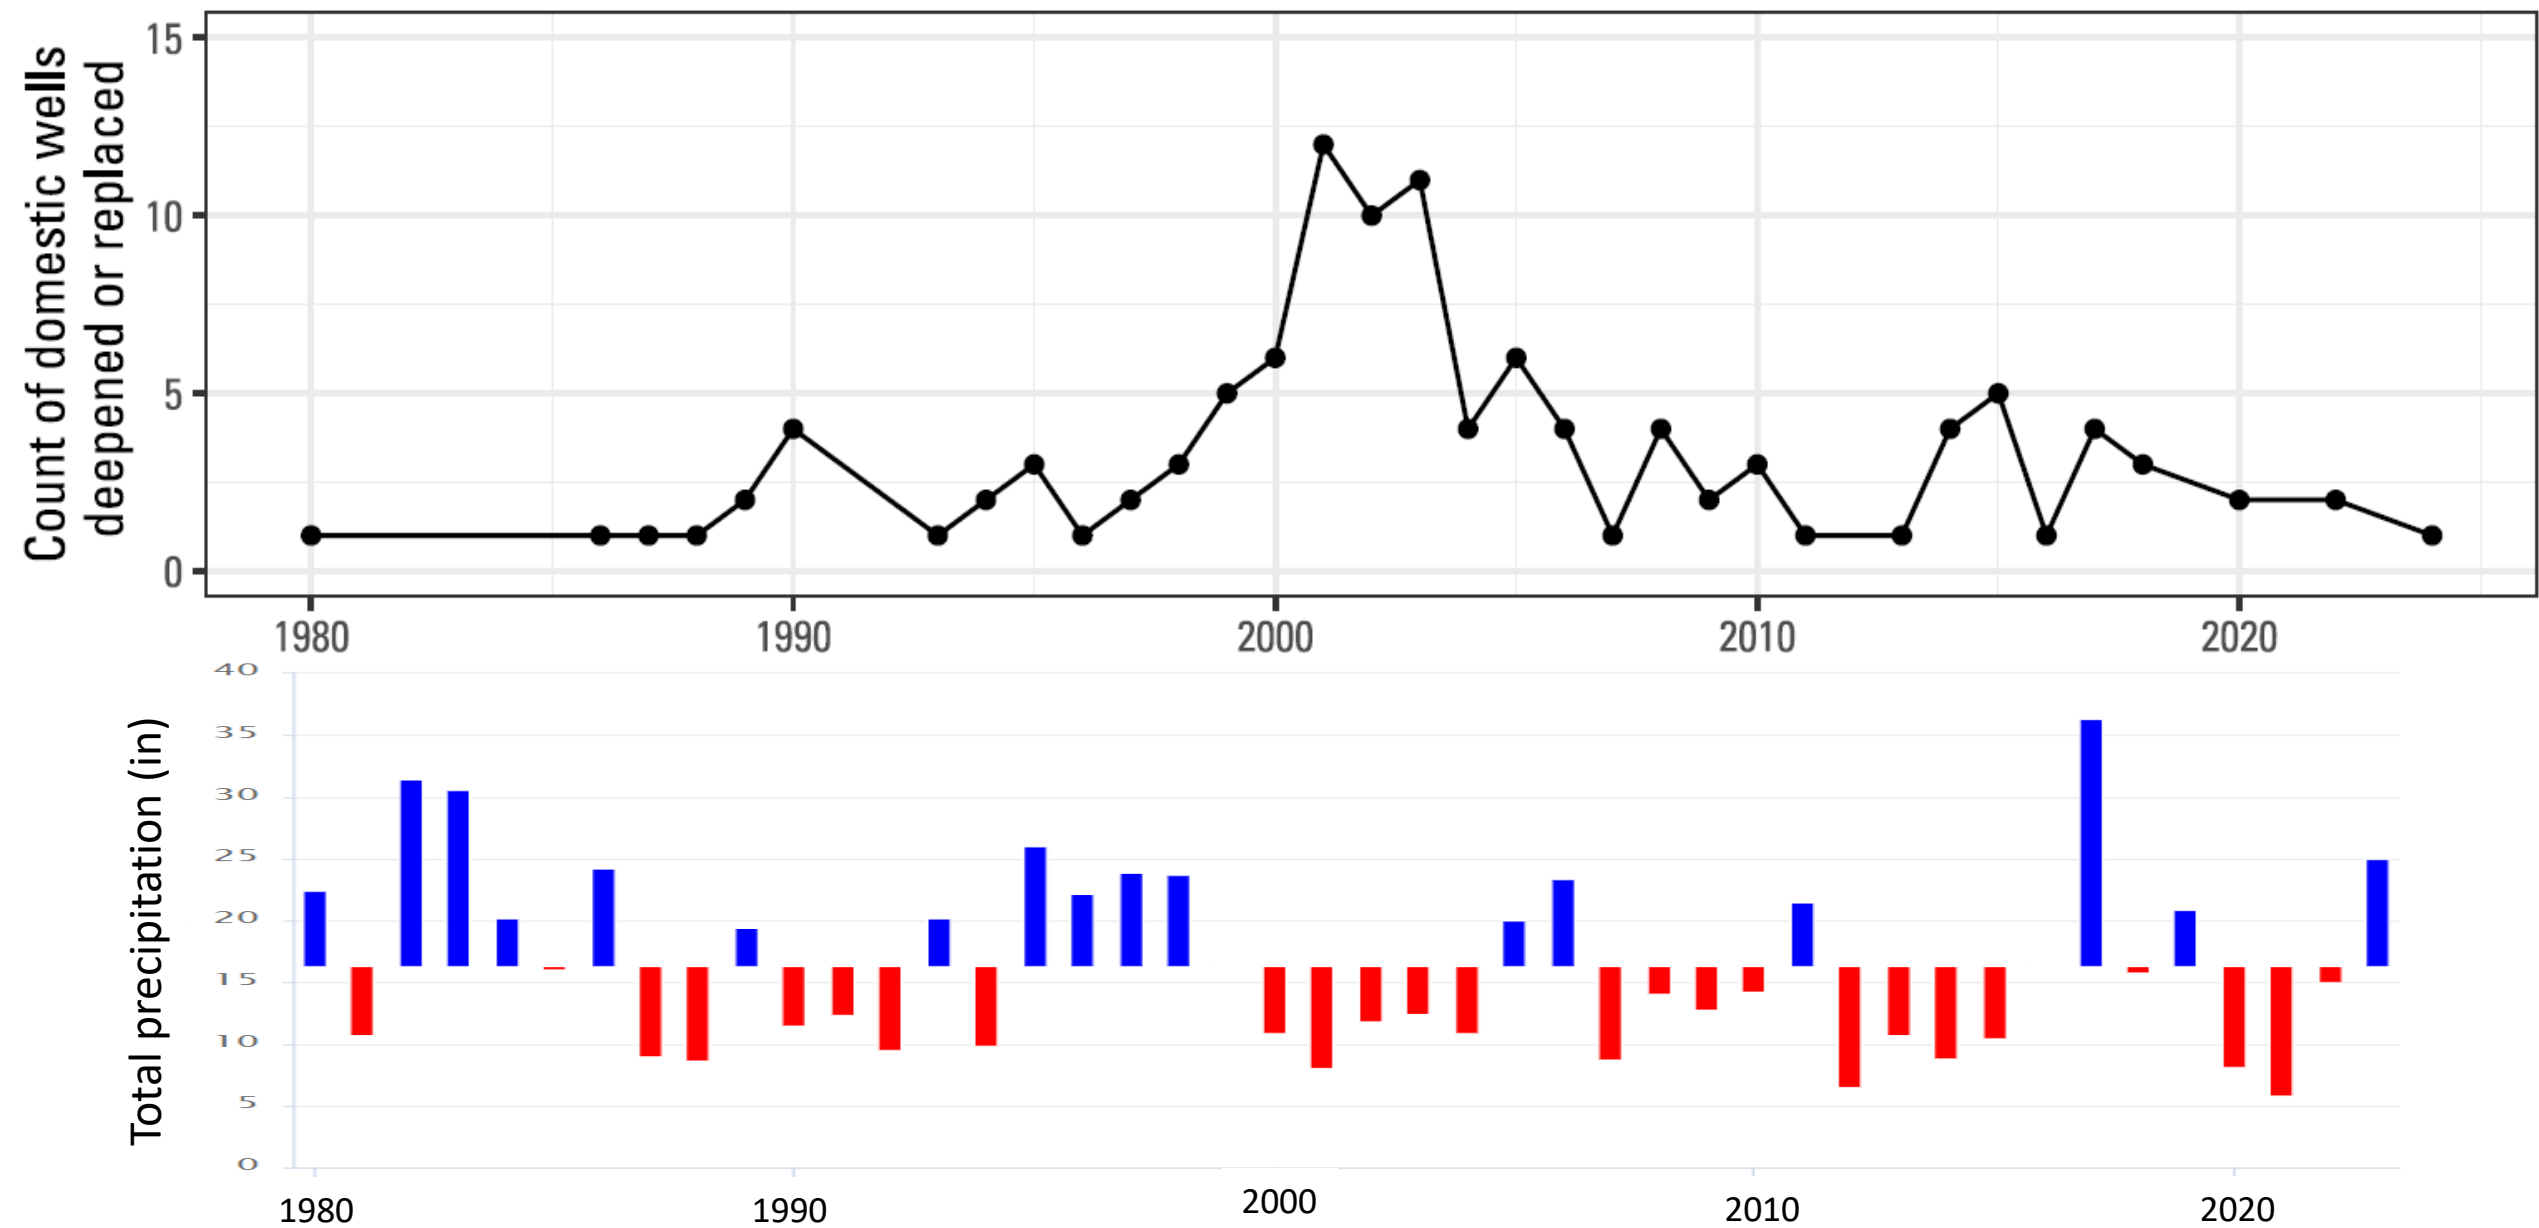 Count of domestic wells
deepened or replaced
15
10
5
0
1980 1990 2000 2010 2020
Total precipitation (in)
40
35
30
25
20
15
10
5
0
1980 1990 2000 2010 2020